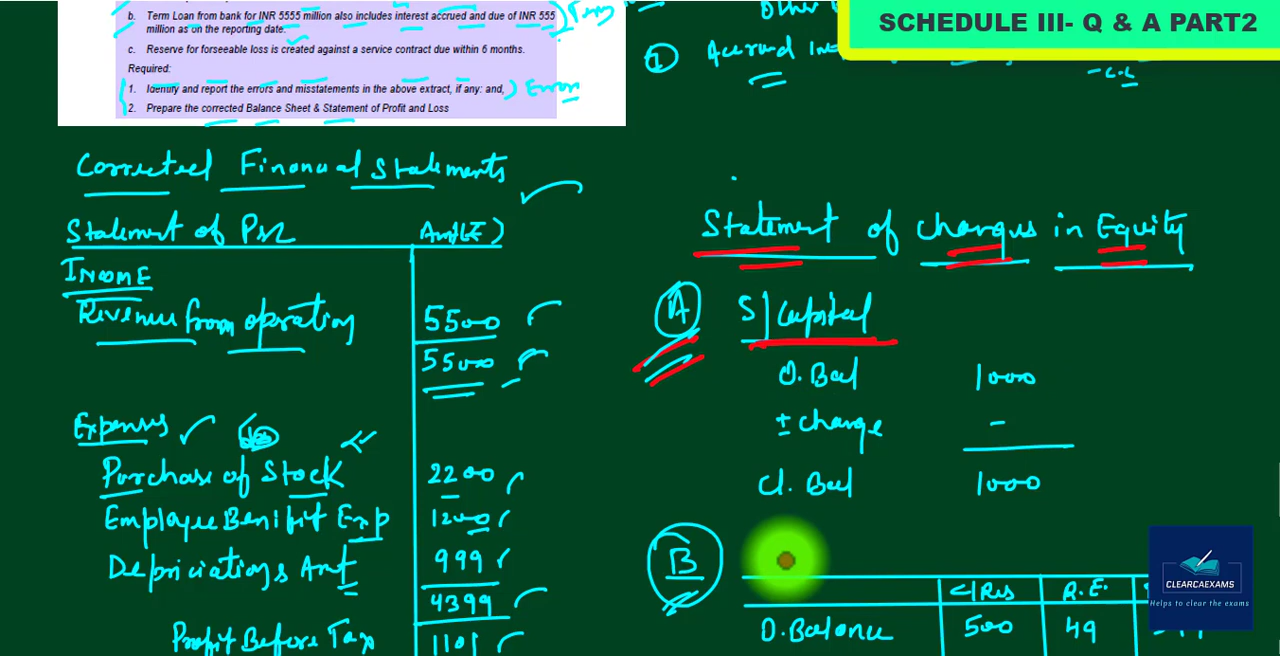 SCHEDULE III- Q & A PART2
b. Term Loan from bank for INR 5555 million also includes interest accrued and due of INR 555
million as on the reporting date.
c. Reserve for forseeable loss is created against a service contract due within 6 months.
Required:
1. Identify and report the errors and misstatements in the above extract, if any: and,
Error
2. Prepare the corrected Balance Sheet & Statement of Profit and Loss
Other
Accrued Int
- C.L
Corrected Financial Statements
Statement of P&L Amt(₹)
INCOME
Revenue from operating 5500
5500
Expenses
Purchase of Stock 2200
Employee Benifit Exp 1200
Depriciations Amt 999
4399
Profit Before Tax 1101
Statement of changes in Equity
A S/Capital
O. Bal 1000
± change -
Cl. Bal 1000
B
C/Res R.E.
O. Balance 500 49
CLEARCAEXAMS
Helps to clear the exams